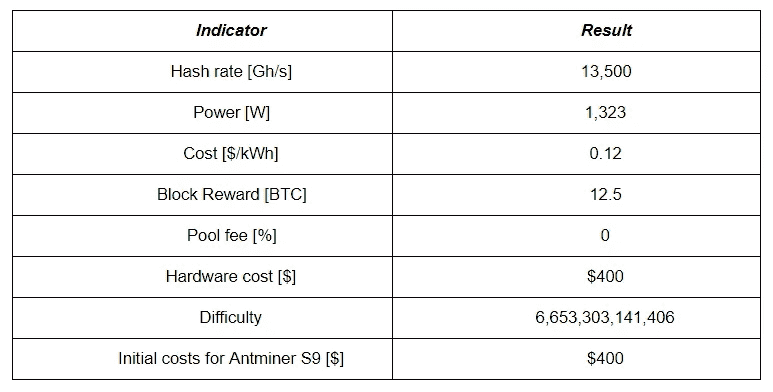 Indicator Result
Hash rate [Gh/s] 13,500
Power [W] 1,323
Cost [$/kWh] 0.12
Block Reward [BTC] 12.5
Pool fee [%] 0
Hardware cost [$] $400
Difficulty 6,653,303,141,406
Initial costs for Antminer S9 [$] $400